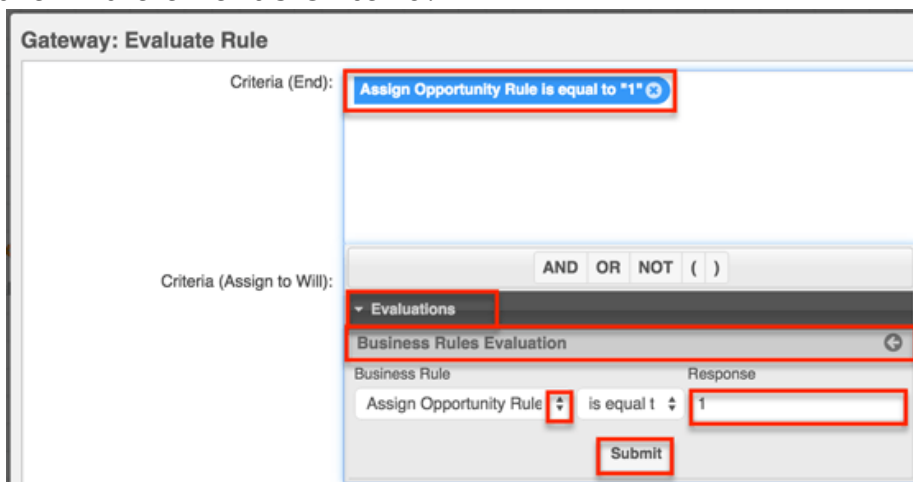 Gateway: Evaluate Rule
Criteria (End):
Assign Opportunity Rule is equal to "1"
Criteria (Assign to Will):
AND OR NOT ( )
Evaluations
Business Rules Evaluation
Business Rule Response
Assign Opportunity Rule is equal t 1
Submit